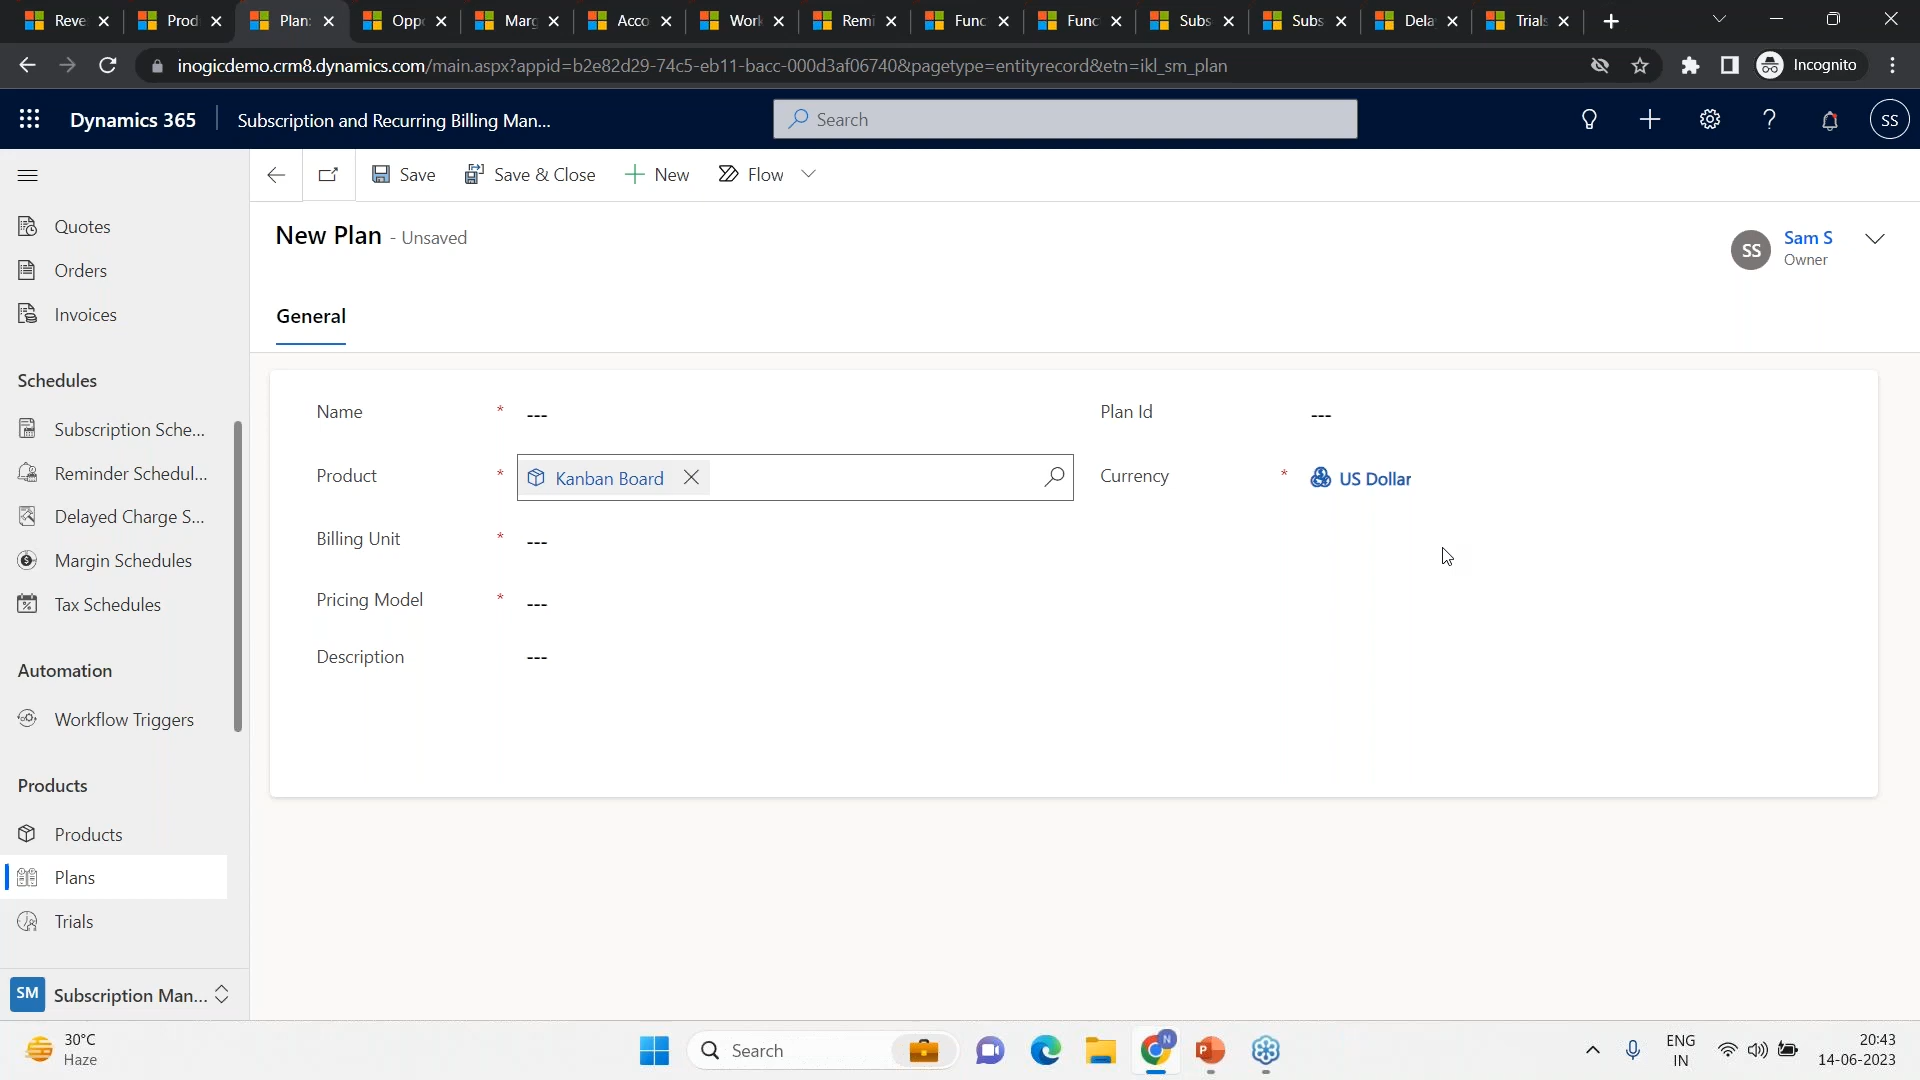 Reve
Prod
Plan:
Oppo
Marg
Acco
Work
Remi
Func
Func
Subs
Subs
Dela
Trials
inogicdemo.crm8.dynamics.com/main.aspx?appid=b2e82d29-74c5-eb11-bacc-000d3af06740&pagetype=entityrecord&etn=ikl_sm_plan
Incognito
Dynamics 365
Subscription and Recurring Billing Man...
Search
SS
Save
Save & Close
New
Flow
Quotes
Orders
Invoices
Schedules
Subscription Sche...
Reminder Schedul...
Delayed Charge S...
Margin Schedules
Tax Schedules
Automation
Workflow Triggers
Products
Products
Plans
Trials
SM Subscription Man...
New Plan - Unsaved
SS
Sam S
Owner
General
Name * ---
Plan Id ---
Product * Kanban Board
Currency * US Dollar
Billing Unit * ---
Pricing Model * ---
Description ---
30°C
Haze
Search
N
P
ENG
IN
20:43
14-06-2023